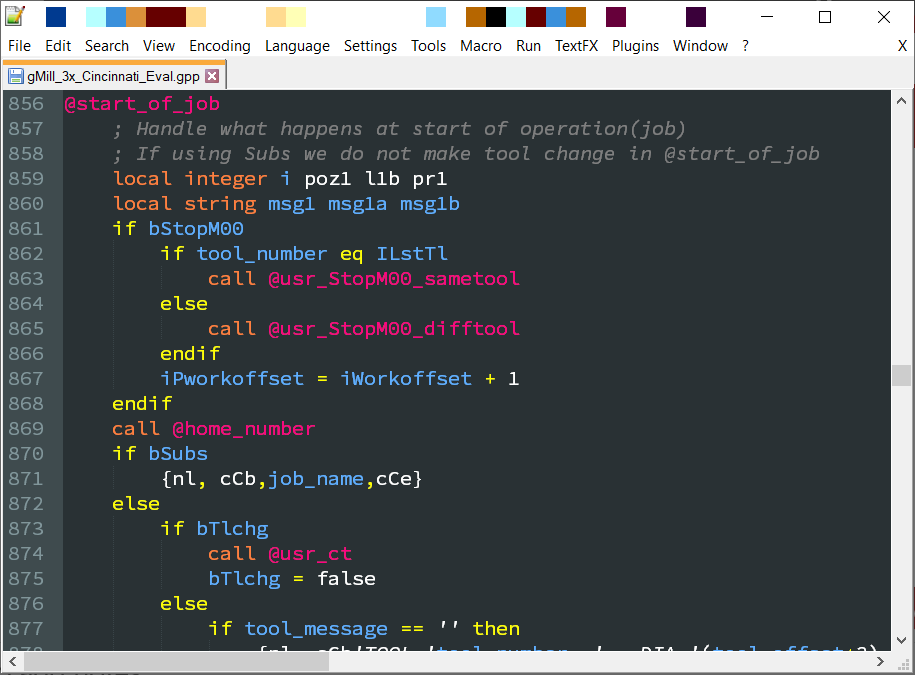 File Edit Search View Encoding Language Settings Tools Macro Run TextFX Plugins Window ? X
gMill_3x_Cincinnati_Eval.gpp
856 @start_of_job
857 ; Handle what happens at start of operation(job)
858 ; If using Subs we do not make tool change in @start_of_job
859 local integer i poz1 l1b pr1
860 local string msg1 msg1a msg1b
861 if bStopM00
862 if tool_number eq ILstTl
863 call @usr_StopM00_sametool
864 else
865 call @usr_StopM00_difftool
866 endif
867 iPworkoffset = iWorkoffset + 1
868 endif
869 call @home_number
870 if bSubs
871 {nl, cCb,job_name,cCe}
872 else
873 if bTlchg
874 call @usr_ct
875 bTlchg = false
876 else
877 if tool_message == '' then